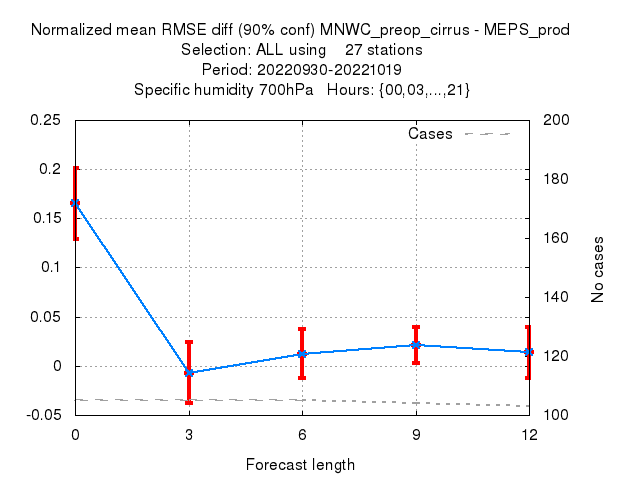 Normalized mean RMSE diff (90% conf) MNWC_preop_cirrus - MEPS_prod
Selection: ALL using    27 stations
Period: 20220930-20221019
Specific humidity 700hPa   Hours: {00,03,...,21}
Cases
0.25
0.2
0.15
0.1
0.05
0
-0.05
200
180
160
140
120
100
No cases
0 3 6 9 12
Forecast length